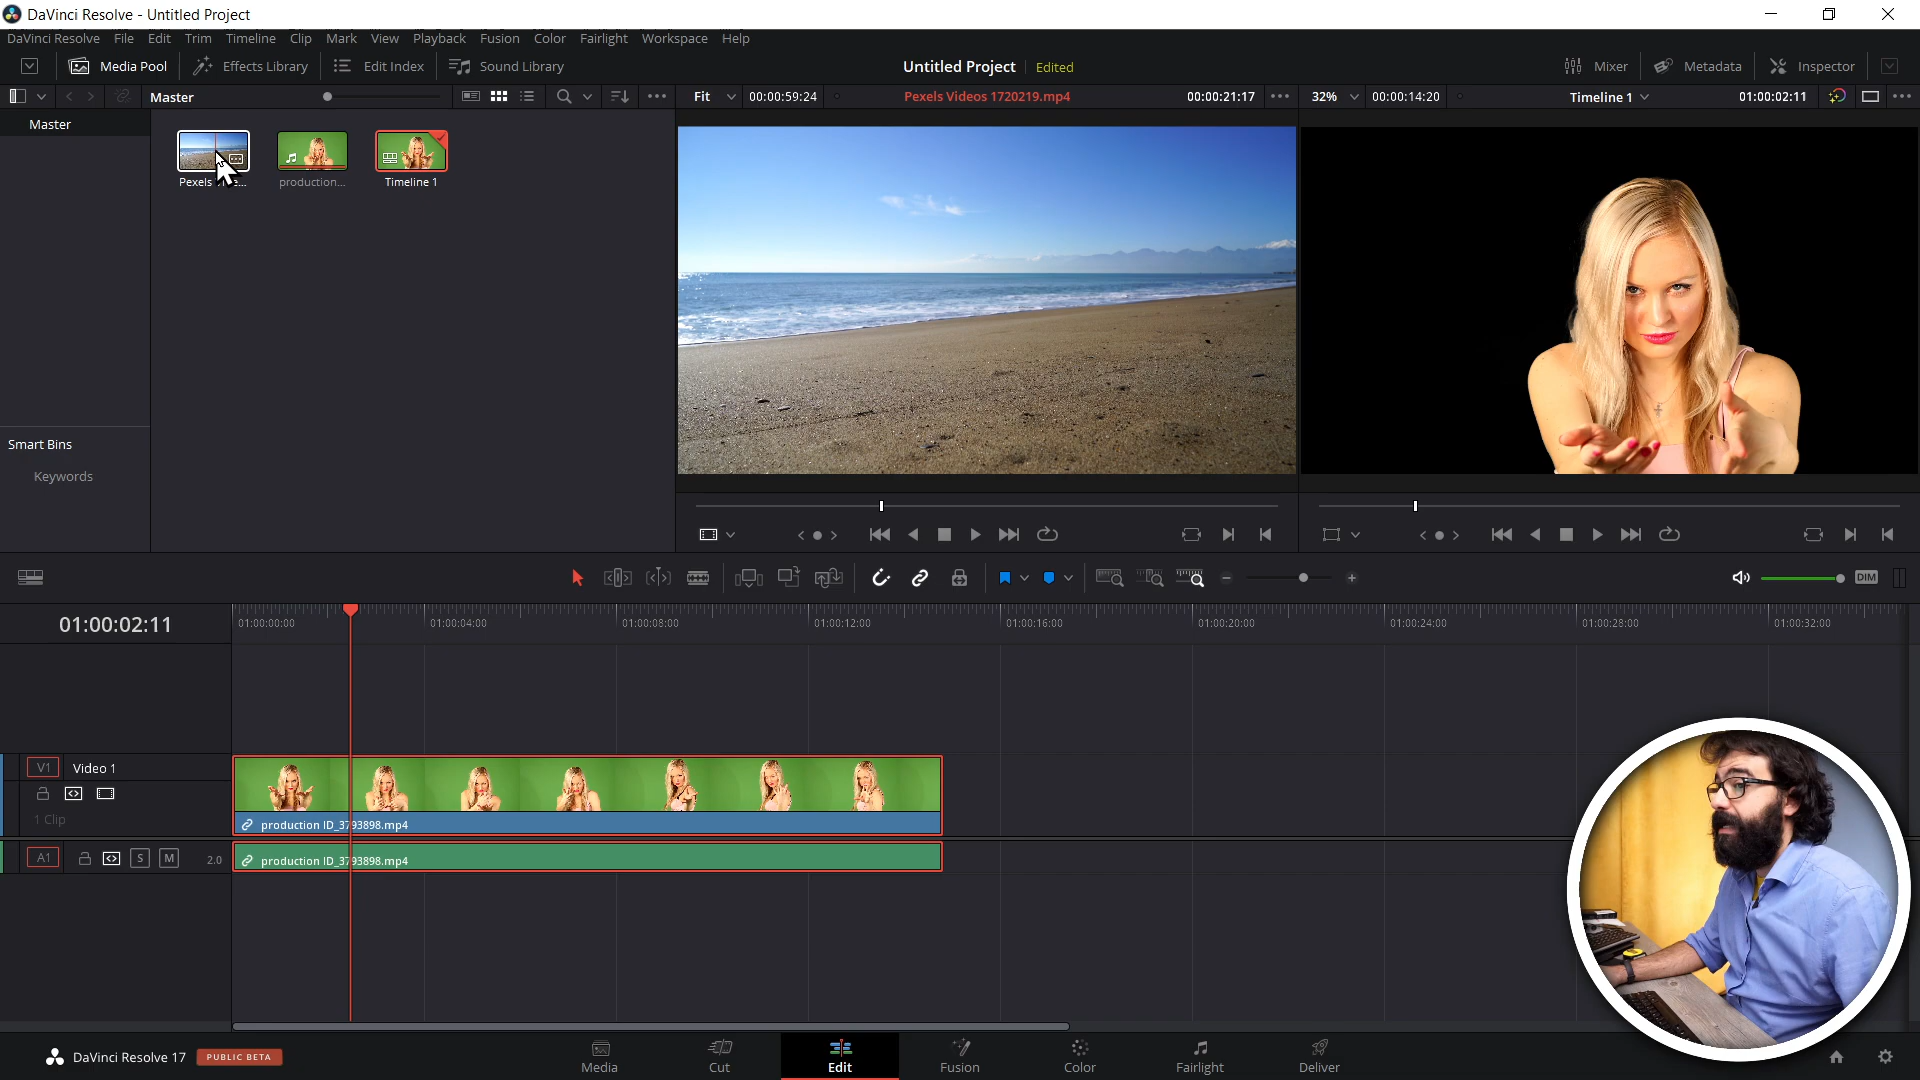 DaVinci Resolve - Untitled Project
DaVinci Resolve File Edit Trim Timeline Clip Mark View Playback Fusion Color Fairlight Workspace Help
Media Pool Effects Library Edit Index Sound Library Untitled Project Edited Mixer Metadata Inspector
Master Fit 00:00:59:24 Pexels Videos 1720219.mp4 00:00:21:17 32% 00:00:14:20 Timeline 1 01:00:02:11
Master
Pexels production... Timeline 1
Smart Bins
Keywords
DIM
01:00:02:11 01:00:00:00 01:00:04:00 01:00:08:00 01:00:12:00 01:00:16:00 01:00:20:00 01:00:24:00 01:00:28:00 01:00:32:00
V1 Video 1
1 Clip
production ID_3793898.mp4
A1 S M 2.0 production ID_3793898.mp4
DaVinci Resolve 17 PUBLIC BETA Media Cut Edit Fusion Color Fairlight Deliver